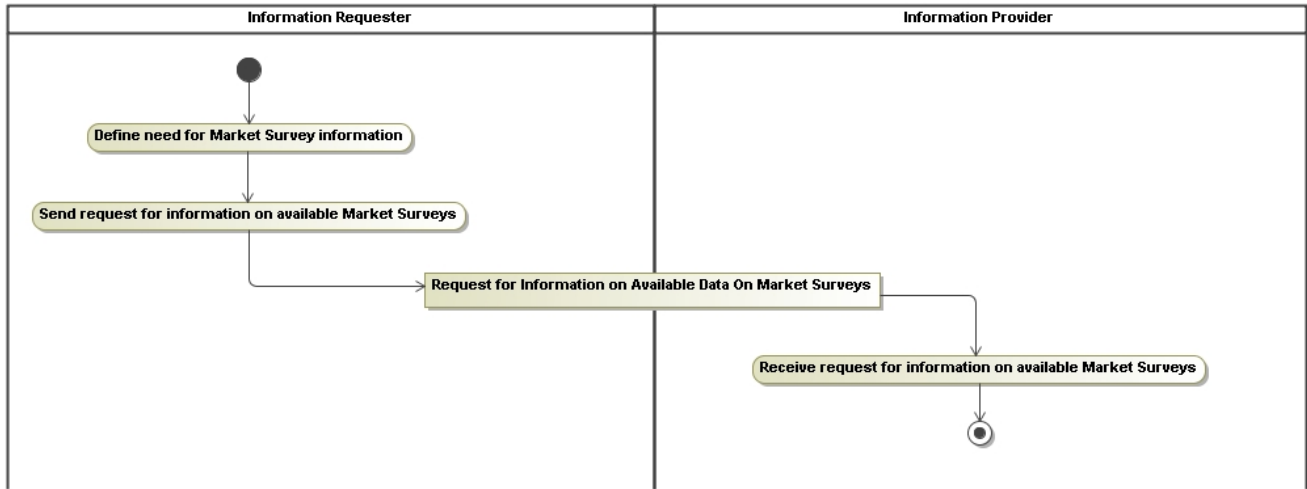 Information Requester
Information Provider
Define need for Market Survey information
Send request for information on available Market Surveys
Request for Information on Available Data On Market Surveys
Receive request for information on available Market Surveys